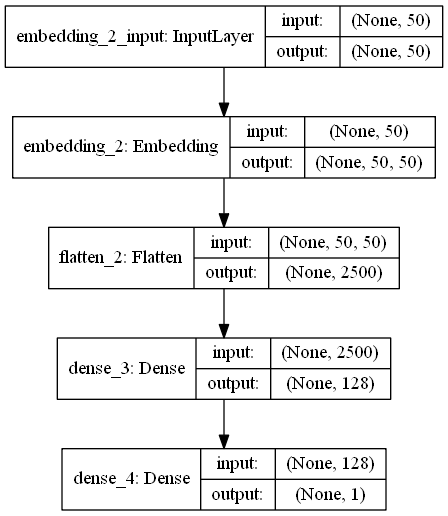 embedding_2_input: InputLayer
input: (None, 50)
output: (None, 50)
embedding_2: Embedding
input: (None, 50)
output: (None, 50, 50)
flatten_2: Flatten
input: (None, 50, 50)
output: (None, 2500)
dense_3: Dense
input: (None, 2500)
output: (None, 128)
dense_4: Dense
input: (None, 128)
output: (None, 1)